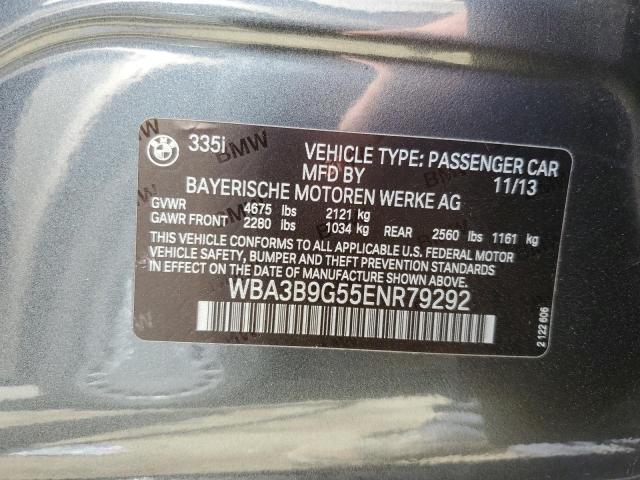 335i VEHICLE TYPE: PASSENGER CAR
MFD BY 11/13
BAYERISCHE MOTOREN WERKE AG
GVWR 4675 lbs 2121 kg
GAWR FRONT 2280 lbs 1034 kg REAR 2560 lbs 1161 kg
THIS VEHICLE CONFORMS TO ALL APPLICABLE U.S. FEDERAL MOTOR
VEHICLE SAFETY, BUMPER AND THEFT PREVENTION STANDARDS
IN EFFECT ON THE DATE OF MANUFACTURE SHOWN ABOVE.
WBA3B9G55ENR79292
2 122 606